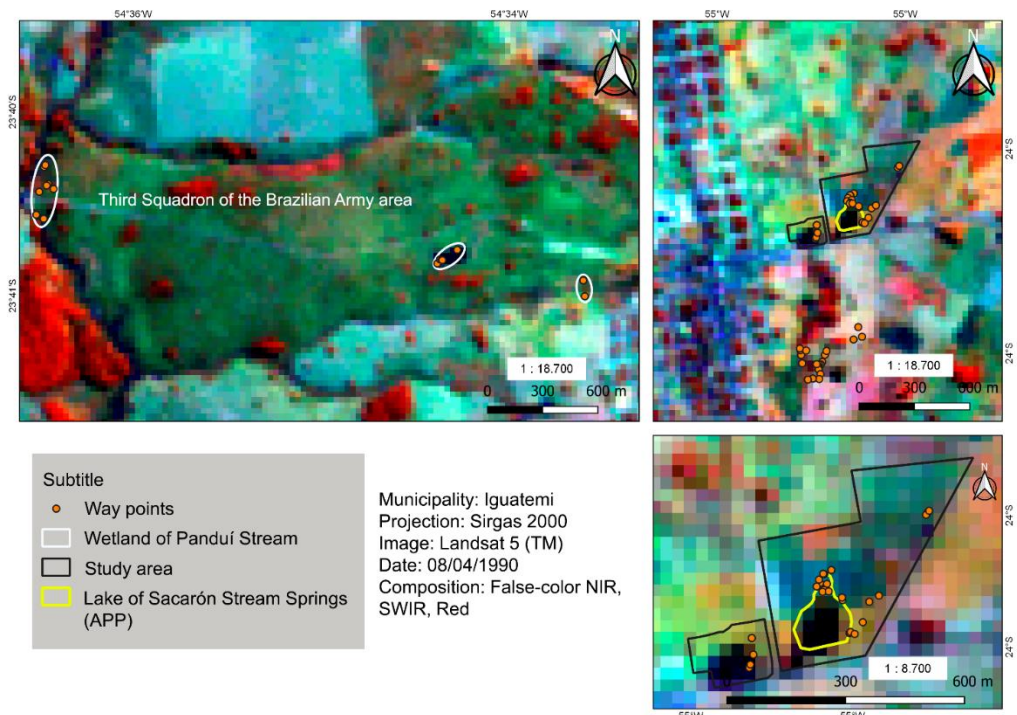 54°36'W
54°34'W
23°40'S
23°41'S
N
Third Squadron of the Brazilian Army area
1 : 18.700
0 300 600 m
55°W
55°W
N
24°S
24°S
1 : 18.700
0 300 600 m
Subtitle
Way points
Wetland of Panduí Stream
Study area
Lake of Sacarón Stream Springs
(APP)
Municipality: Iguatemi
Projection: Sirgas 2000
Image: Landsat 5 (TM)
Date: 08/04/1990
Composition: False-color NIR,
SWIR, Red
N
24°S
24°S
1 : 8.700
300 600 m
55°W
55°W